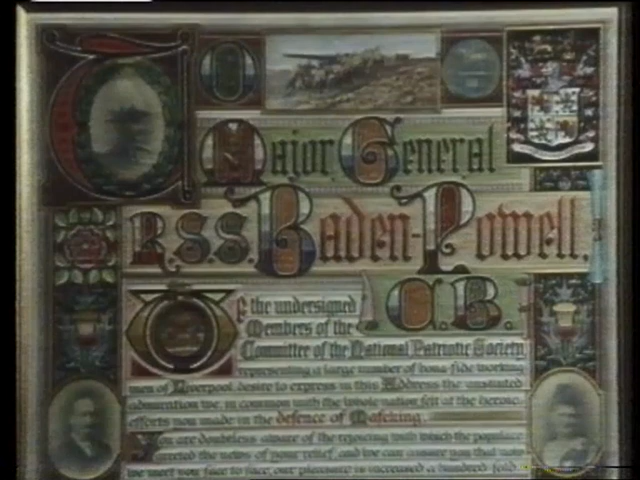 TO
Major General
R.S.S. Baden-Powell,
C.B.
We the undersigned
Members of the
Committee of the National Patriotic Society,
representing a large number of bona-fide working
men of Liverpool, desire to express in this Address the unstinted
admiration we, in common with the whole nation felt at the heroic
efforts you made in the defence of Mafeking.
You are doubtless aware of the rejoicing with which the populace
greeted the news of your relief, and we can assure you that now
we meet you face to face, our pleasure is increased a hundred fold.